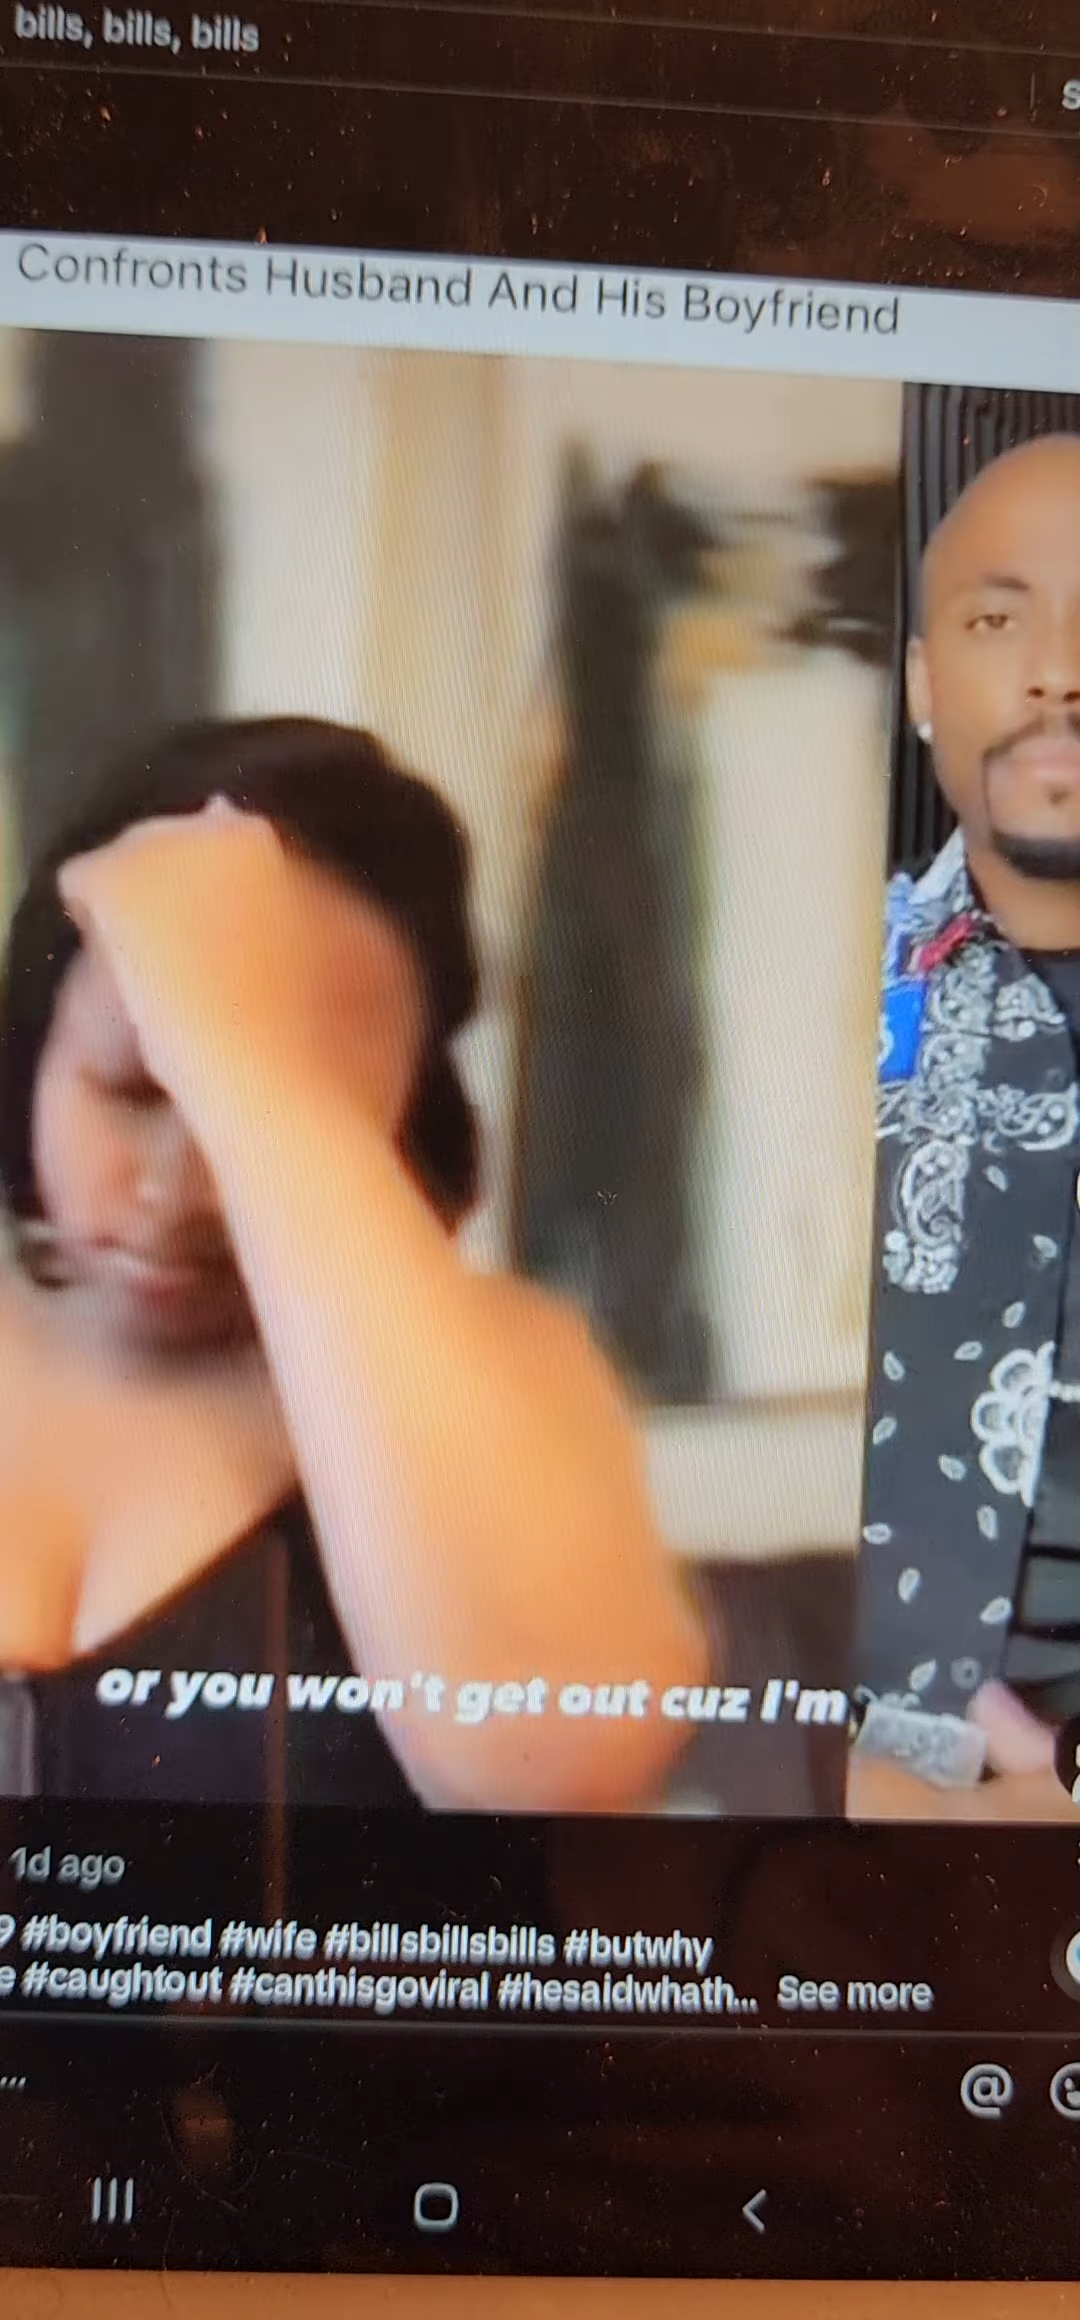 bills, bills, bills
S
Confronts Husband And His Boyfriend
or you won't get out cuz I'm
1d ago
9 #boyfriend #wife #billsbillsbills #butwhy
e #caughtout #canthisgoviral #hesaidwhath... See more
...
@